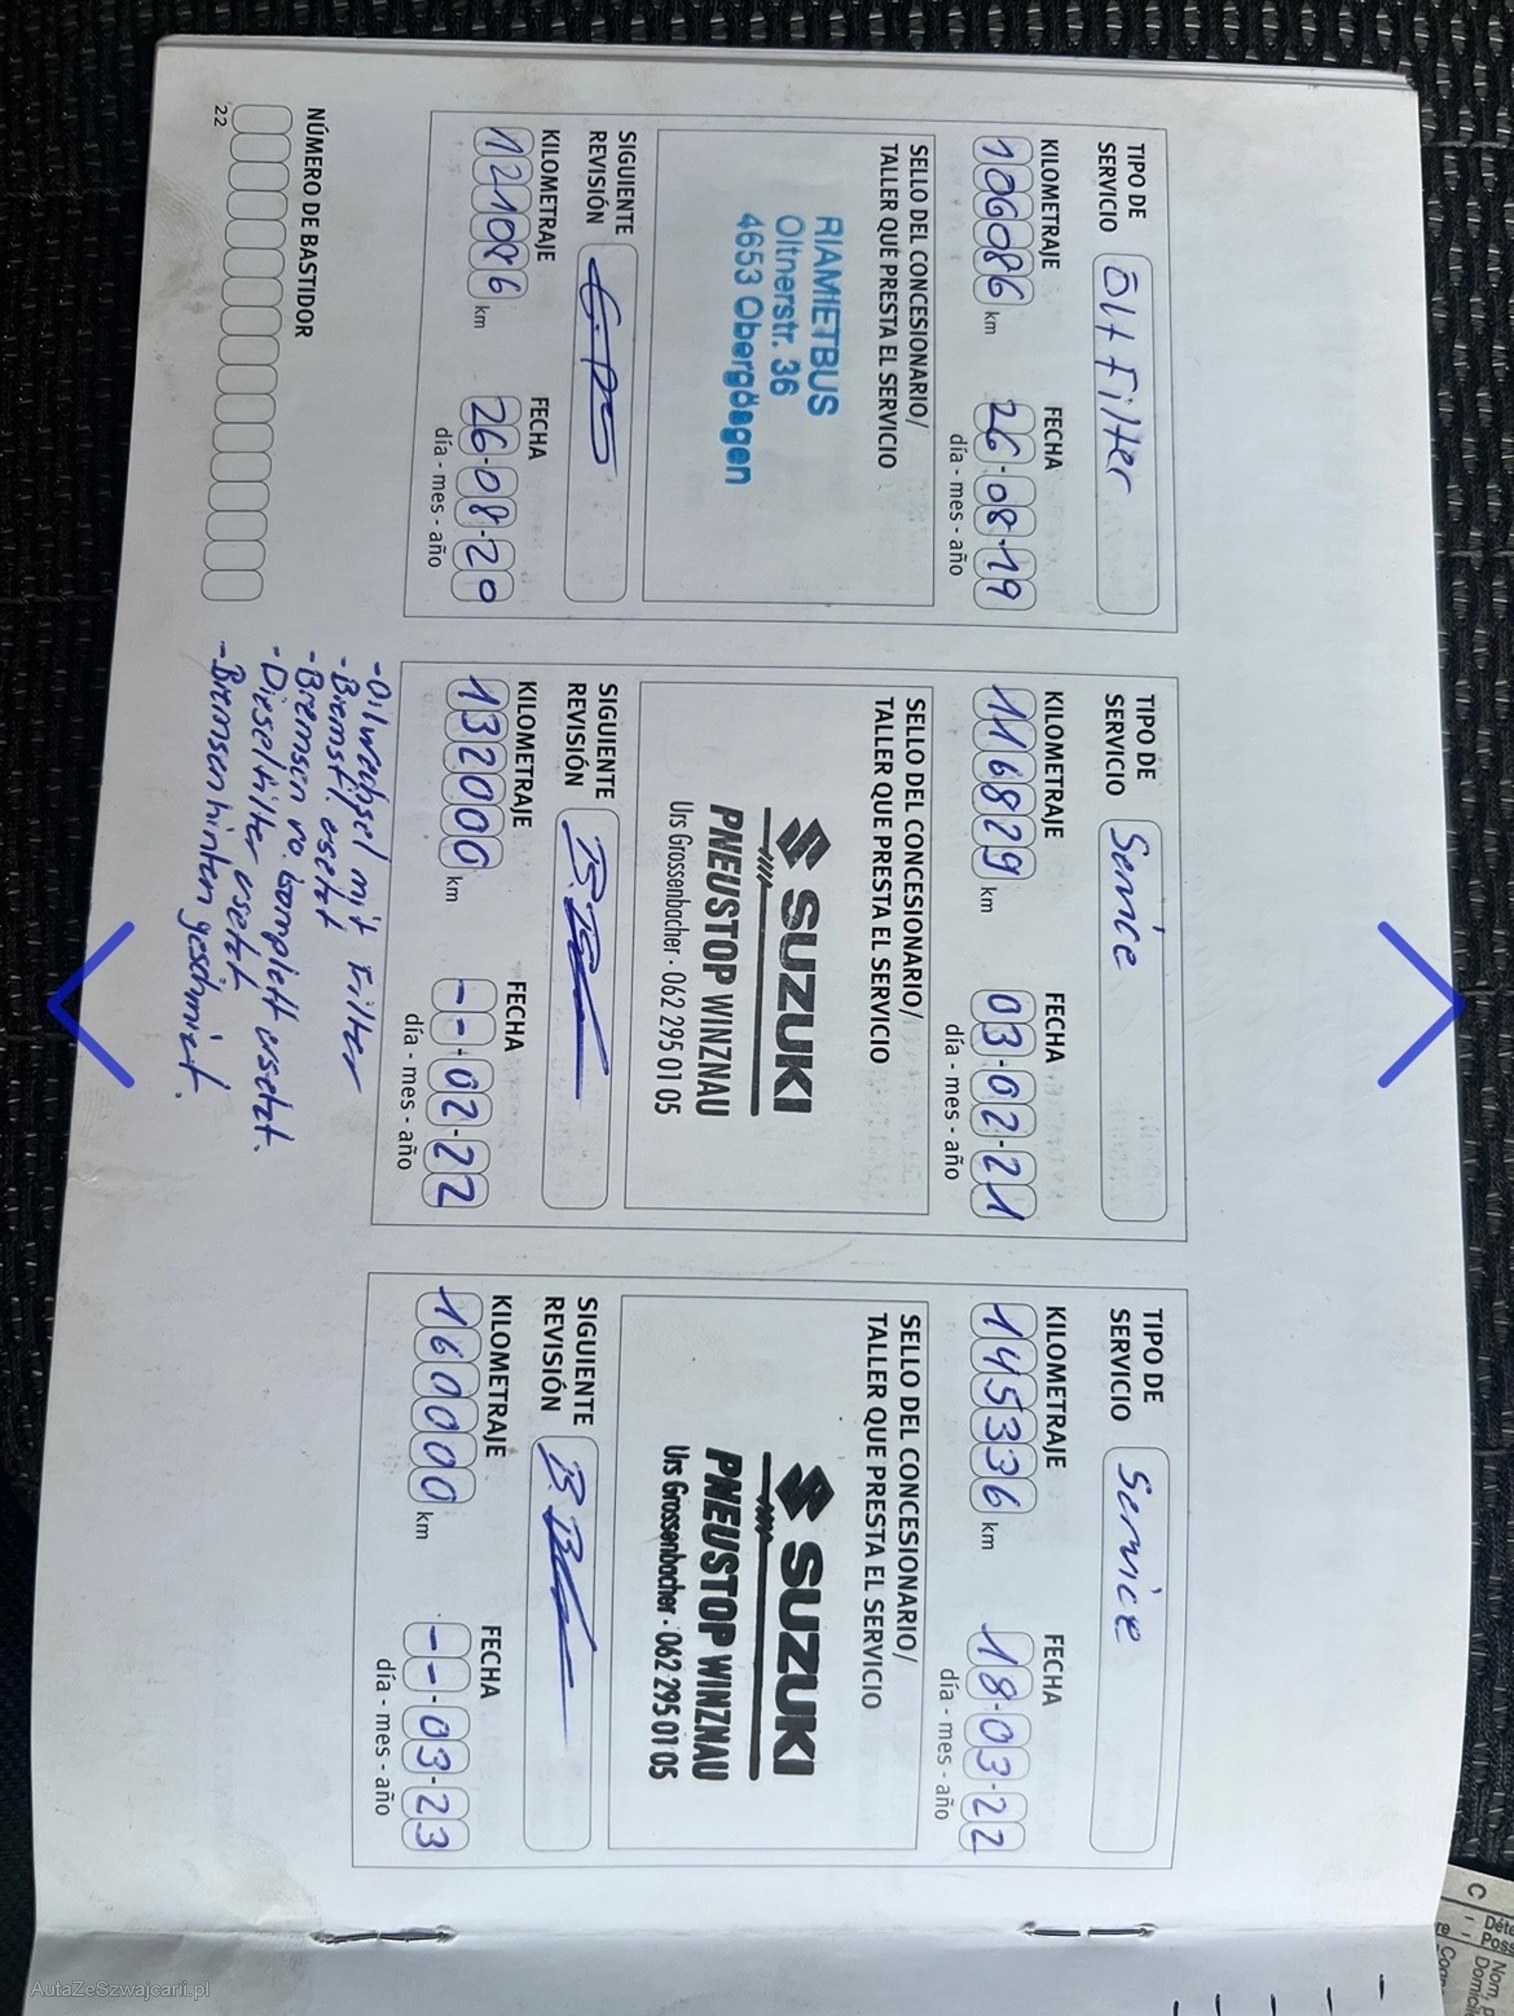 TIPO DE
SERVICIO Öl + Filter
KILOMETRAJE FECHA
106086 km 26-08-19
día - mes - año
SELLO DEL CONCESIONARIO/
TALLER QUE PRESTA EL SERVICIO
RIAMIETBUS
Oltnerstr. 36
4653 Obergösgen
SIGUIENTE
REVISIÓN
KILOMETRAJE FECHA
121086 km 26-08-20
día - mes - año
NÚMERO DE BASTIDOR
22
TIPO DE
SERVICIO Service
KILOMETRAJE FECHA
116829 km 03-02-21
día - mes - año
SELLO DEL CONCESIONARIO/
TALLER QUE PRESTA EL SERVICIO
SUZUKI
PNEUSTOP WINZNAU
Urs Grossenbacher · 062 295 01 05
SIGUIENTE
REVISIÓN
KILOMETRAJE FECHA
132000 km --02-22
día - mes - año
- Oilwechsel mit Filter
- Bremsfl. esetzt
- Bremsen vo. komplett ersetzt.
- Dieselfilter esetzt
- Bremsen hinten geschmiert.
TIPO DE
SERVICIO Service
KILOMETRAJE FECHA
145336 km 18-03-22
día - mes - año
SELLO DEL CONCESIONARIO/
TALLER QUE PRESTA EL SERVICIO
SUZUKI
PNEUSTOP WINZNAU
Urs Grossenbacher · 062 295 01 05
SIGUIENTE
REVISIÓN
KILOMETRAJE FECHA
160000 km --03-23
día - mes - año
C
Nom, p
AutaZeSzwajcarii.pl